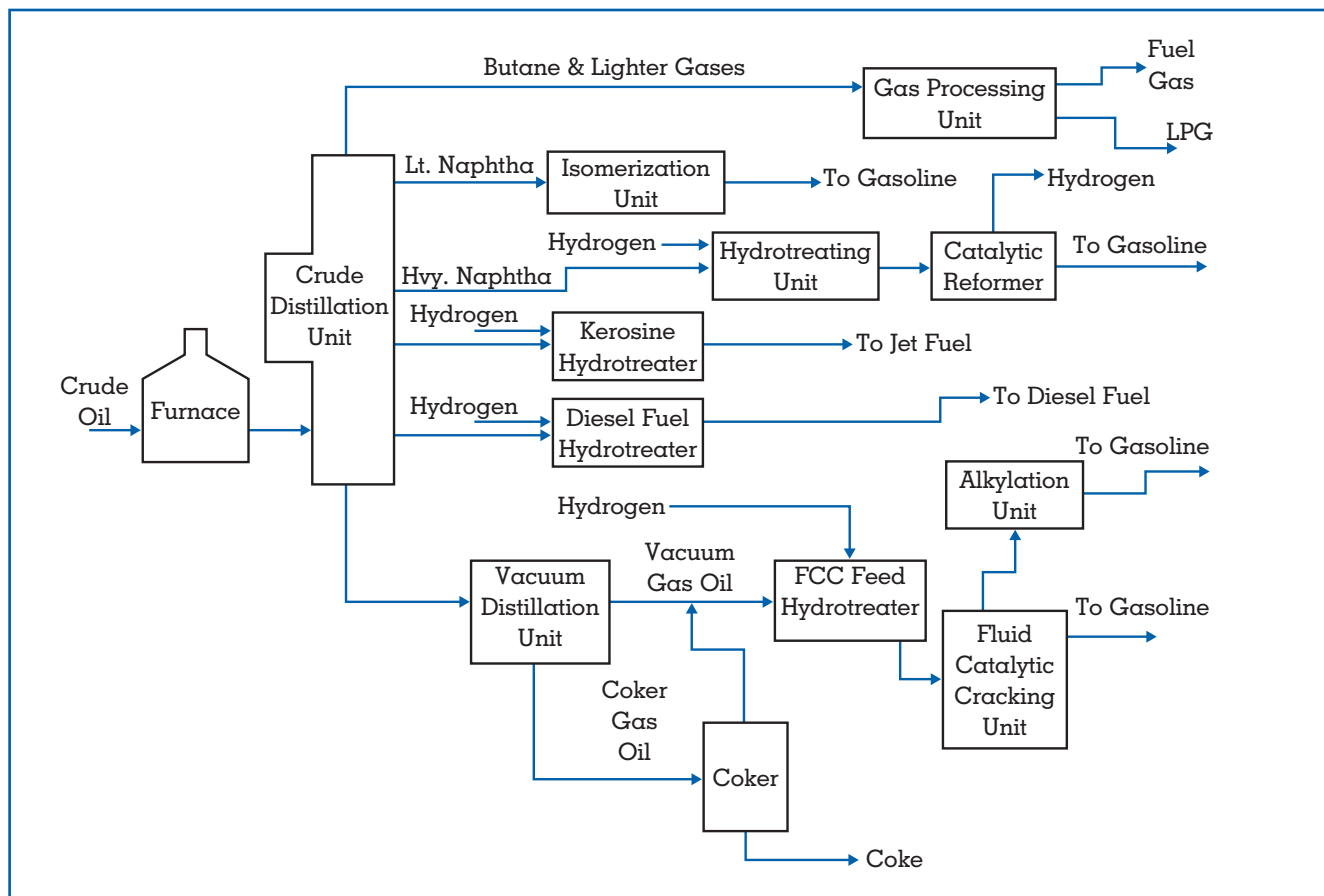 Butane & Lighter Gases
Gas Processing
Unit
Fuel
Gas
LPG
Lt. Naphtha
Isomerization
Unit
To Gasoline
Hydrogen
Hydrogen
Hydrotreating
Unit
Catalytic
Reformer
To Gasoline
Crude
Distillation
Unit
Hvy. Naphtha
Hydrogen
Kerosine
Hydrotreater
To Jet Fuel
Crude
Oil
Furnace
Hydrogen
Diesel Fuel
Hydrotreater
To Diesel Fuel
To Gasoline
Alkylation
Unit
Hydrogen
Vacuum
Gas Oil
Vacuum
Distillation
Unit
FCC Feed
Hydrotreater
To Gasoline
Fluid
Catalytic
Cracking
Unit
Coker
Gas
Oil
Coker
Coke